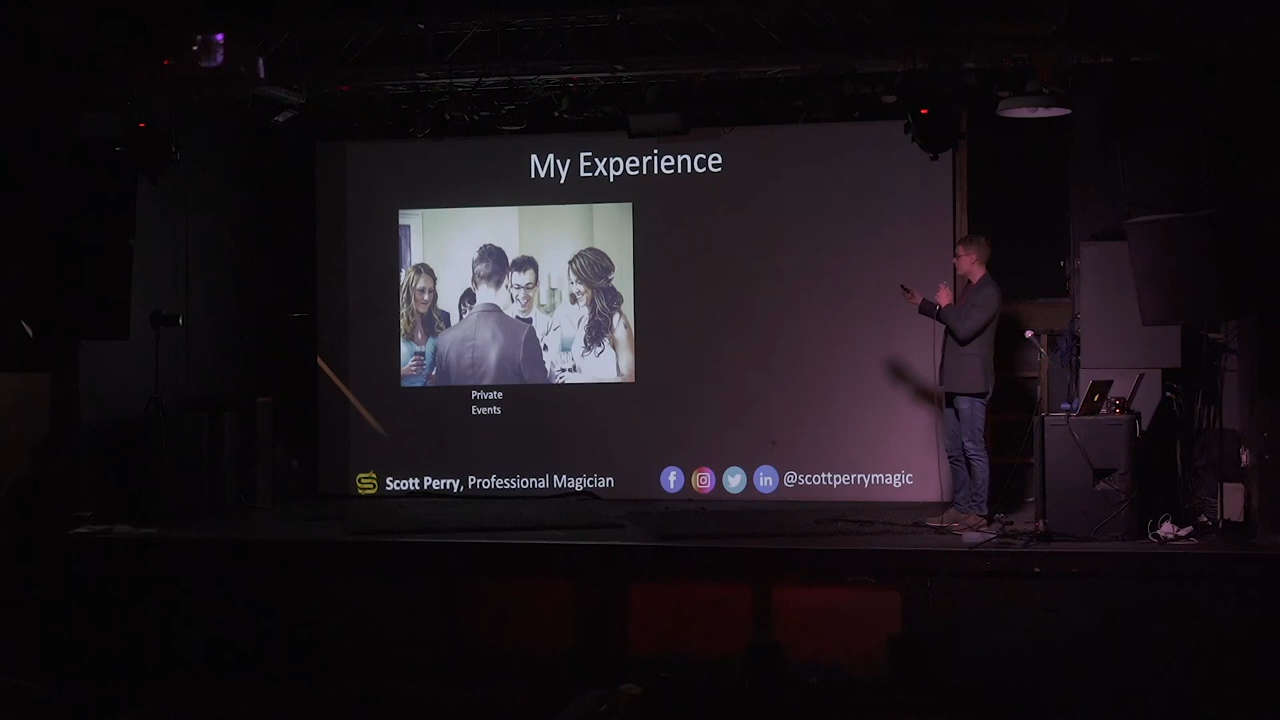 My Experience
Private
Events
Scott Perry, Professional Magician
@scottperrymagic